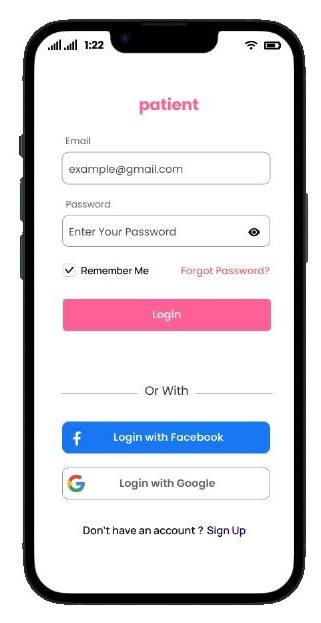 1:22
patient
Email
example@gmail.com
Password
Enter Your Password
Remember Me Forgot Password?
Login
Or With
Login with Facebook
Login with Google
Don't have an account ? Sign Up